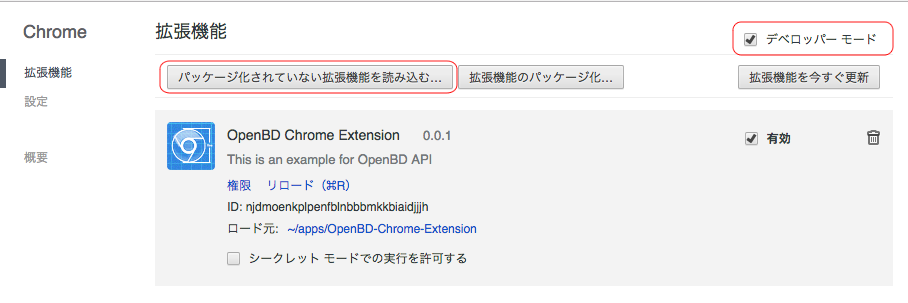 Chrome
拡張機能
設定
概要
拡張機能
デベロッパー モード
パッケージ化されていない拡張機能を読み込む...
拡張機能のパッケージ化...
拡張機能を今すぐ更新
OpenBD Chrome Extension 0.0.1
有効
This is an example for OpenBD API
権限 リロード（⌘R）
ID: njdmoenkplpenfblnbbbmkkbiaidjjjh
ロード元: ~/apps/OpenBD-Chrome-Extension
シークレット モードでの実行を許可する